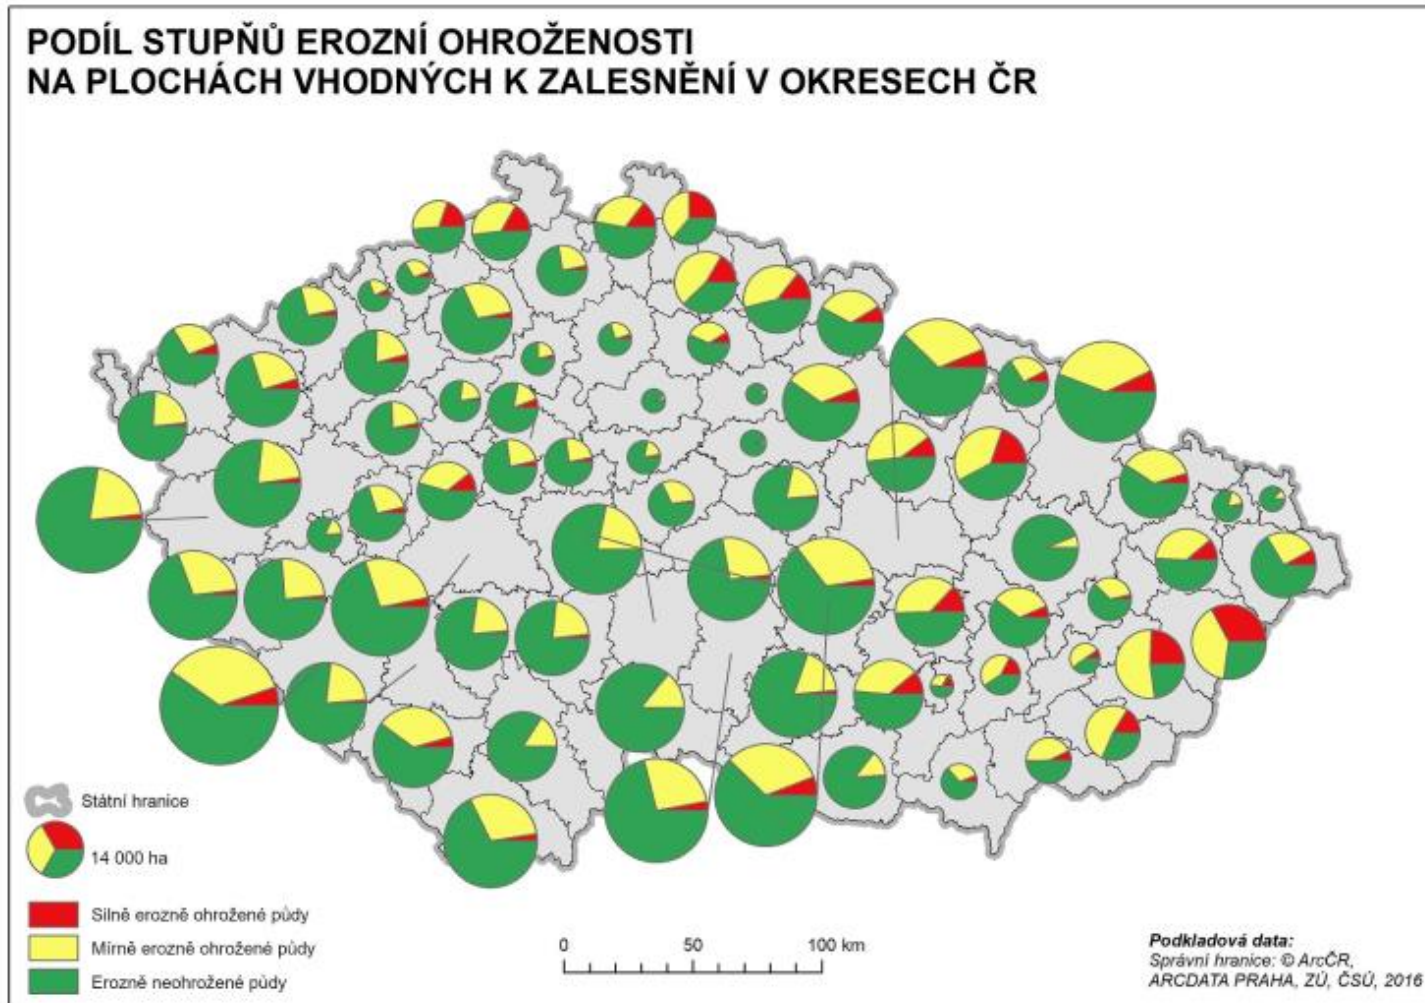 PODÍL STUPŇŮ EROZNÍ OHROŽENOSTI
NA PLOCHÁCH VHODNÝCH K ZALESNĚNÍ V OKRESECH ČR
Státní hranice
14 000 ha
Silně erozně ohrožené půdy
Mírně erozně ohrožené půdy
Erozně neohrožené půdy
0 50 100 km
Podkladová data:
Správní hranice: © ArcČR,
ARCDATA PRAHA, ZÚ, ČSÚ, 2016